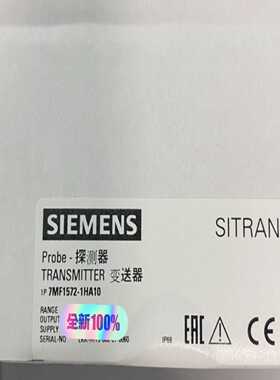 SIEMENS
SITRAN
Probe - 探测器
TRANSMITTER 变送器
1P 7MF1572-1HA10
RANGE
OUTPUT
SUPPLY
SERIAL-NO
全新100%
IP68
EAC
CE